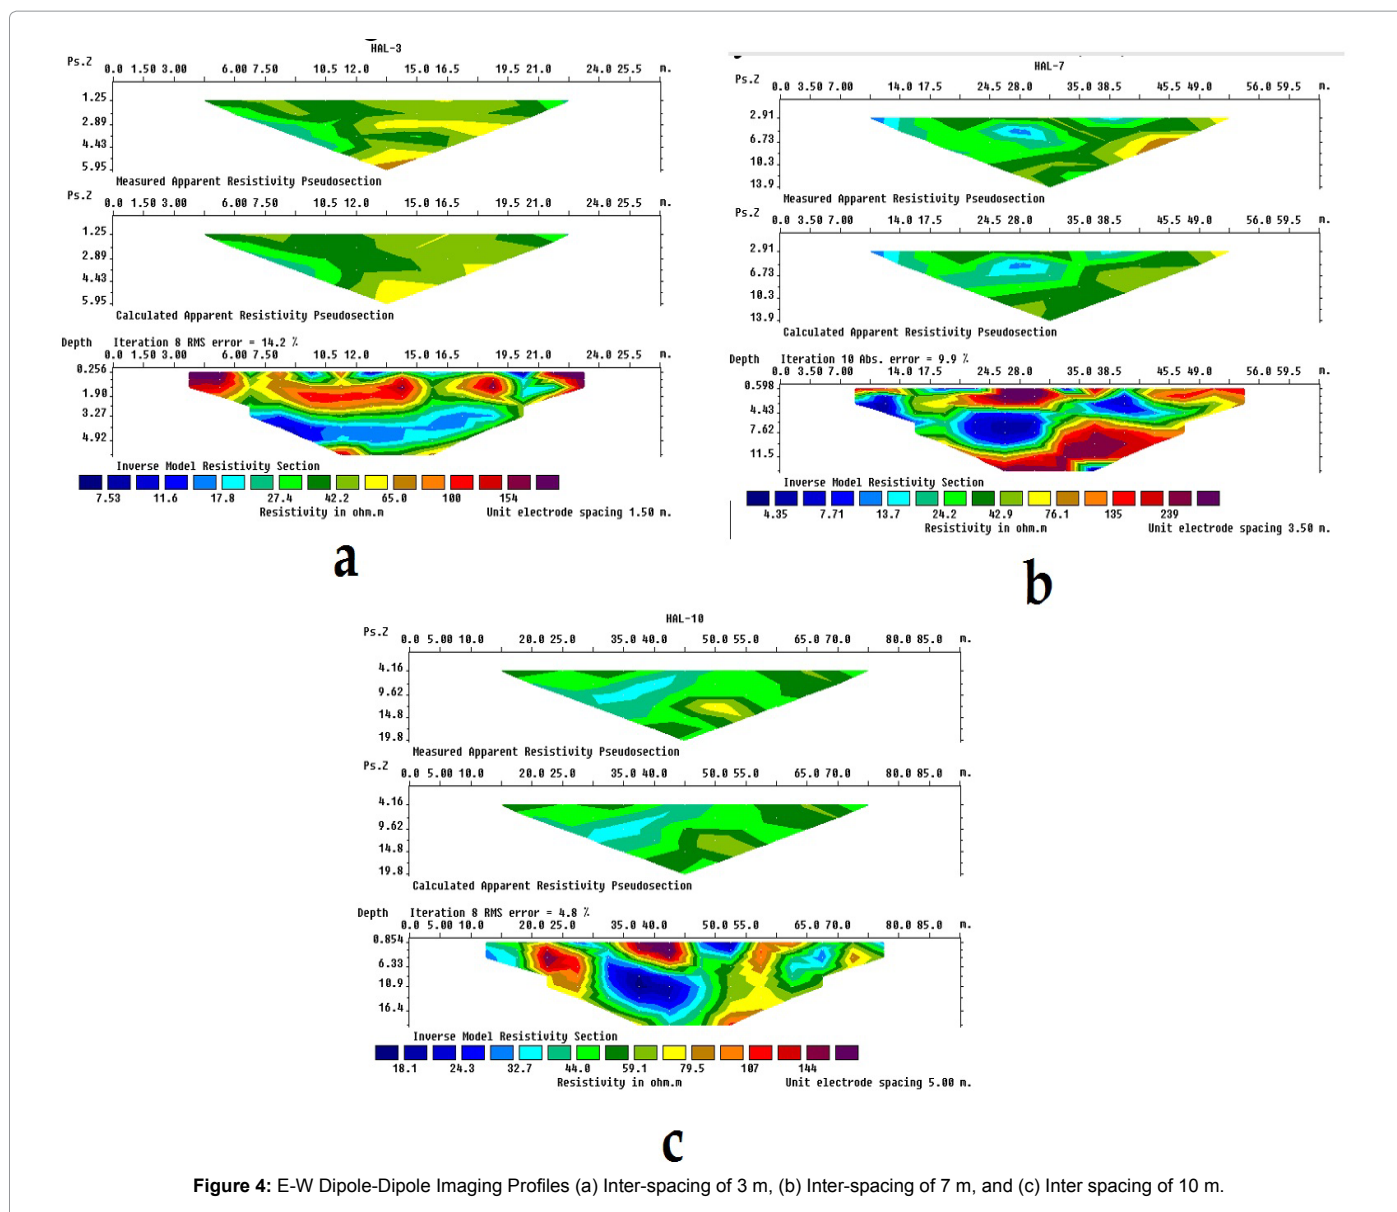 HAL-3
Ps.Z
0.0 1.50 3.00 6.00 7.50 10.5 12.0 15.0 16.5 19.5 21.0 24.0 25.5 m.
1.25
2.89
4.43
5.95
Measured Apparent Resistivity Pseudosection
Ps.Z
0.0 1.50 3.00 6.00 7.50 10.5 12.0 15.0 16.5 19.5 21.0 24.0 25.5 m.
1.25
2.89
4.43
5.95
Calculated Apparent Resistivity Pseudosection
Depth Iteration 8 RMS error = 14.2 %
0.0 1.50 3.00 6.00 7.50 10.5 12.0 15.0 16.5 19.5 21.0 24.0 25.5 m.
0.256
1.90
3.27
4.92
Inverse Model Resistivity Section
7.53 11.6 17.8 27.4 42.2 65.0 100 154
Resistivity in ohm.m Unit electrode spacing 1.50 m.
a
HAL-7
Ps.Z
0.0 3.50 7.00 14.0 17.5 24.5 28.0 35.0 38.5 45.5 49.0 56.0 59.5 m.
2.91
6.73
10.3
13.9
Measured Apparent Resistivity Pseudosection
Ps.Z
0.0 3.50 7.00 14.0 17.5 24.5 28.0 35.0 38.5 45.5 49.0 56.0 59.5 m.
2.91
6.73
10.3
13.9
Calculated Apparent Resistivity Pseudosection
Depth Iteration 10 Abs. error = 9.9 %
0.0 3.50 7.00 14.0 17.5 24.5 28.0 35.0 38.5 45.5 49.0 56.0 59.5 m.
0.598
4.43
7.62
11.5
Inverse Model Resistivity Section
4.35 7.71 13.7 24.2 42.9 76.1 135 239
Resistivity in ohm.m Unit electrode spacing 3.50 m.
b
HAL-10
Ps.Z
0.0 5.00 10.0 20.0 25.0 35.0 40.0 50.0 55.0 65.0 70.0 80.0 85.0 m.
4.16
9.62
14.8
19.8
Measured Apparent Resistivity Pseudosection
Ps.Z
0.0 5.00 10.0 20.0 25.0 35.0 40.0 50.0 55.0 65.0 70.0 80.0 85.0 m.
4.16
9.62
14.8
19.8
Calculated Apparent Resistivity Pseudosection
Depth Iteration 8 RMS error = 4.8 %
0.0 5.00 10.0 20.0 25.0 35.0 40.0 50.0 55.0 65.0 70.0 80.0 85.0 m.
0.854
6.33
10.9
16.4
Inverse Model Resistivity Section
18.1 24.3 32.7 44.0 59.1 79.5 107 144
Resistivity in ohm.m Unit electrode spacing 5.00 m.
c
Figure 4: E-W Dipole-Dipole Imaging Profiles (a) Inter-spacing of 3 m, (b) Inter-spacing of 7 m, and (c) Inter spacing of 10 m.